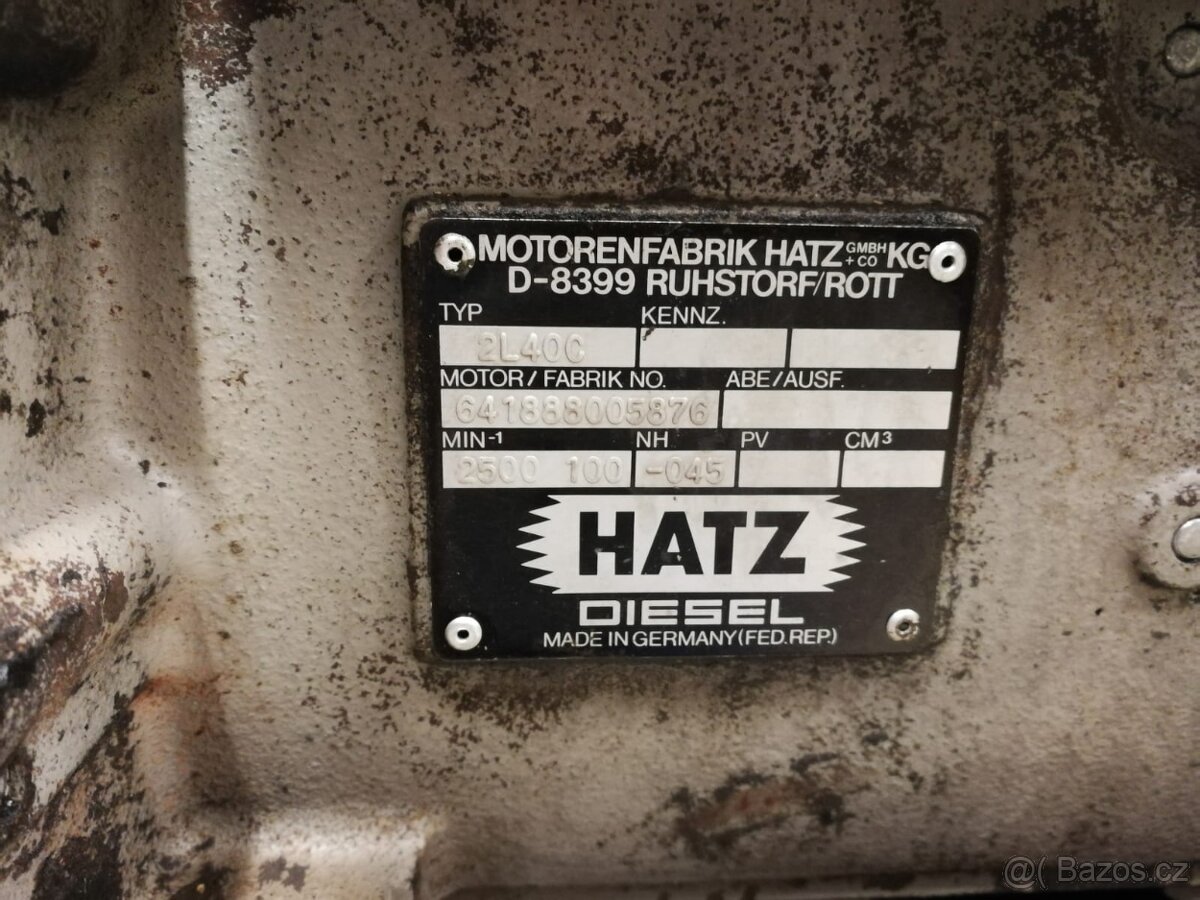 MOTORENFABRIK HATZ GMBH + CO KG
D-8399 RUHSTORF/ROTT
TYP KENNZ.
2L40C
MOTOR/FABRIK NO. ABE/AUSF.
641888005876
MIN-1 NH PV CM3
2500 100 -045
HATZ
DIESEL
MADE IN GERMANY (FED.REP.)
@( Bazos.cz